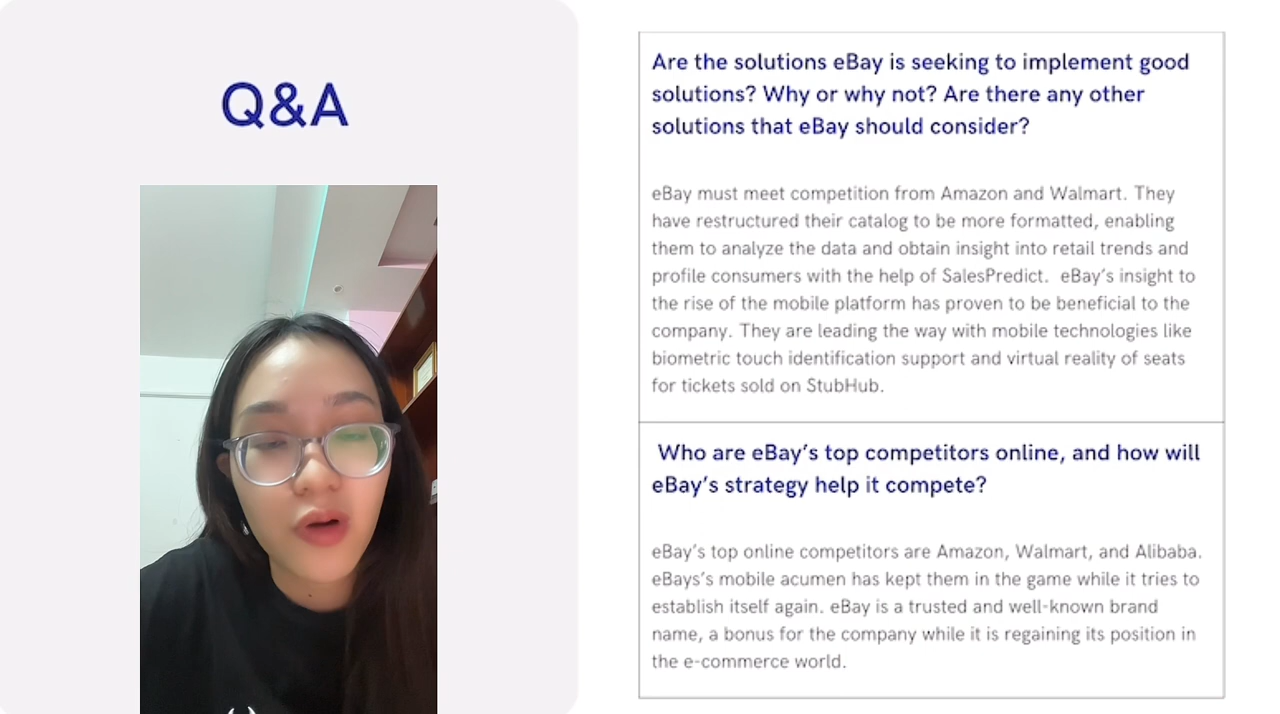 Q&A
Are the solutions eBay is seeking to implement good
solutions? Why or why not? Are there any other
solutions that eBay should consider?
eBay must meet competition from Amazon and Walmart. They
have restructured their catalog to be more formatted, enabling
them to analyze the data and obtain insight into retail trends and
profile consumers with the help of SalesPredict.  eBay's insight to
the rise of the mobile platform has proven to be beneficial to the
company. They are leading the way with mobile technologies like
biometric touch identification support and virtual reality of seats
for tickets sold on StubHub.
Who are eBay's top competitors online, and how will
eBay's strategy help it compete?
eBay's top online competitors are Amazon, Walmart, and Alibaba.
eBays's mobile acumen has kept them in the game while it tries to
establish itself again. eBay is a trusted and well-known brand
name, a bonus for the company while it is regaining its position in
the e-commerce world.